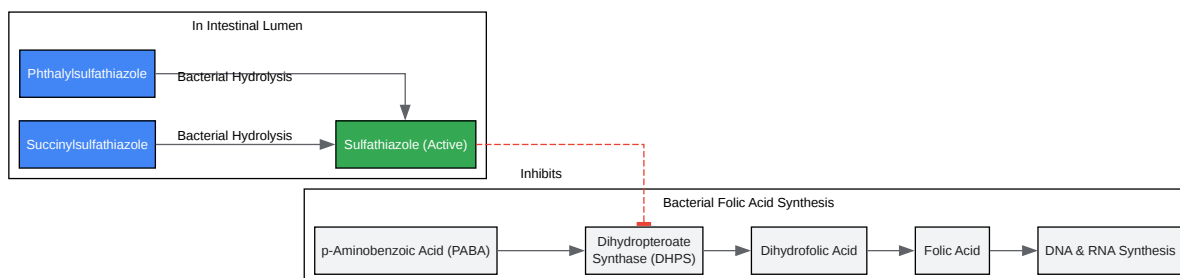 In Intestinal Lumen
Phthalylsulfathiazole
Bacterial Hydrolysis
Succinylsulfathiazole
Bacterial Hydrolysis
Sulfathiazole (Active)
Inhibits
Bacterial Folic Acid Synthesis
p-Aminobenzoic Acid (PABA)
Dihydropteroate
Synthase (DHPS)
Dihydrofolic Acid
Folic Acid
DNA & RNA Synthesis